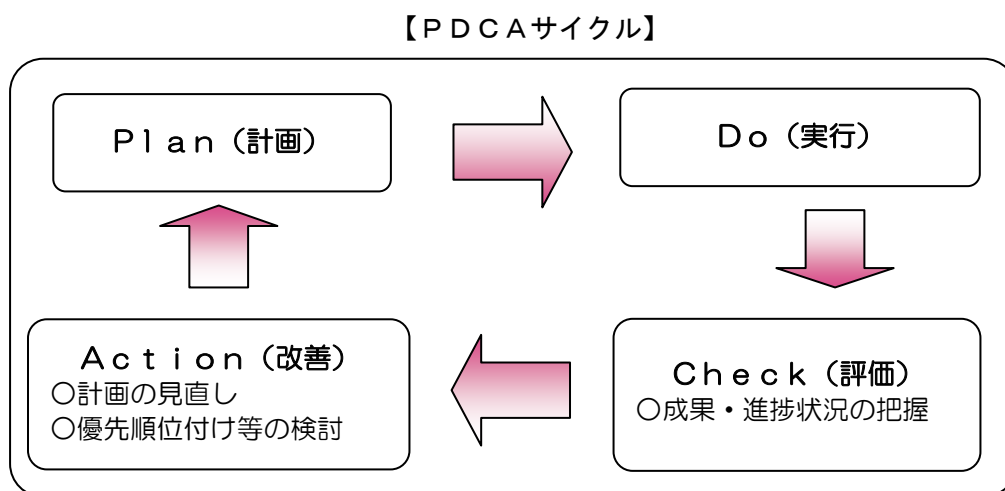 【ＰＤＣＡサイクル】
Ｐｌａｎ（計画）
Ｄｏ（実行）
Ａｃｔｉｏｎ（改善）
○計画の見直し
○優先順位付け等の検討
Ｃｈｅｃｋ（評価）
○成果・進捗状況の把握